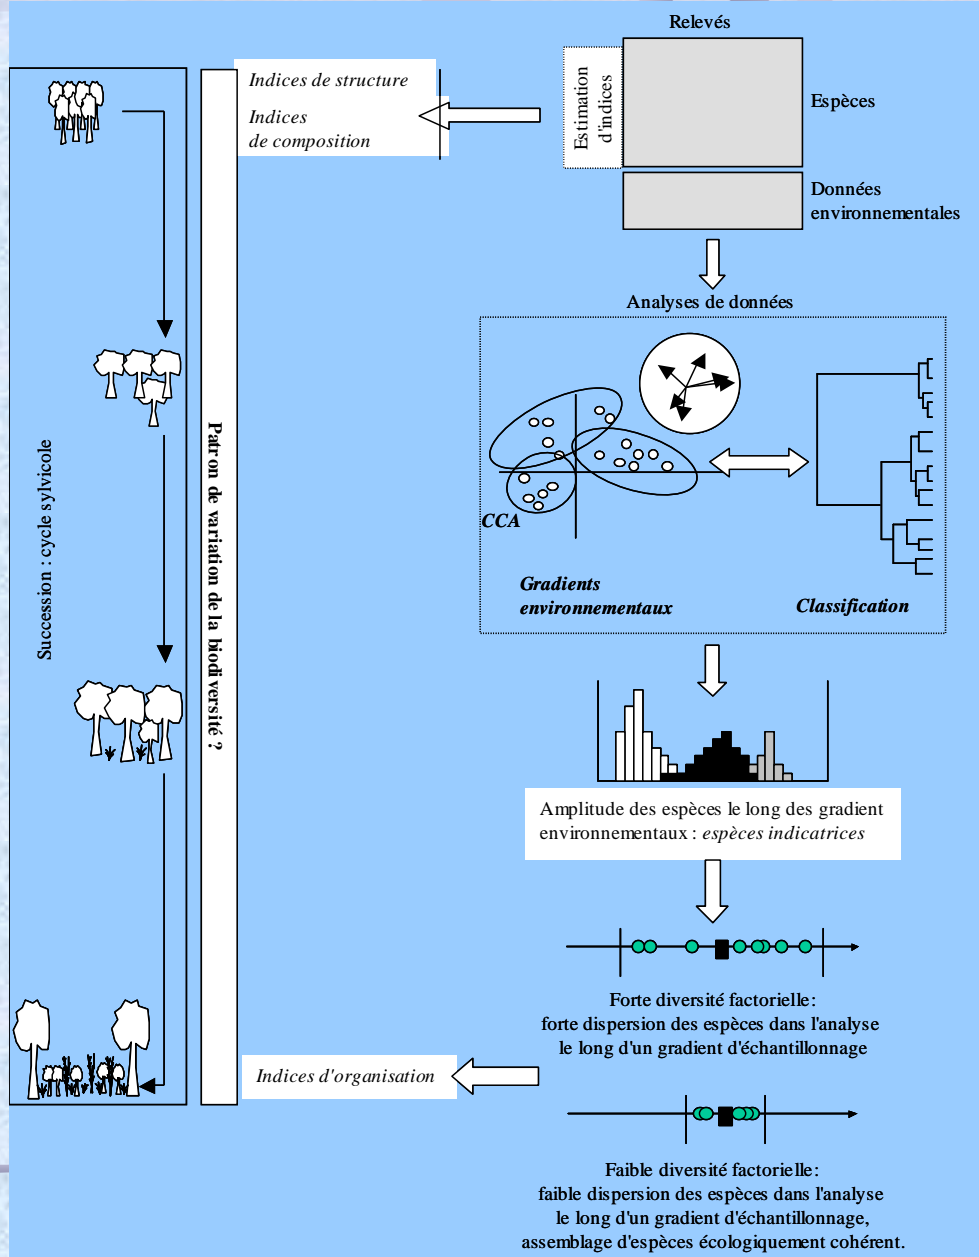 Relevés
Indices de structure
Indices
de composition
Estimation
d'indices
Espèces
Données
environnementales
Analyses de données
CCA
Gradients
environnementaux
Classification
Succession : cycle sylvicole
Patron de variation de la biodiversité ?
Amplitude des espèces le long des gradient
environnementaux : espèces indicatrices
Forte diversité factorielle:
forte dispersion des espèces dans l'analyse
le long d'un gradient d'échantillonnage
Indices d'organisation
Faible diversité factorielle:
faible dispersion des espèces dans l'analyse
le long d'un gradient d'échantillonnage,
assemblage d'espèces écologiquement cohérent.